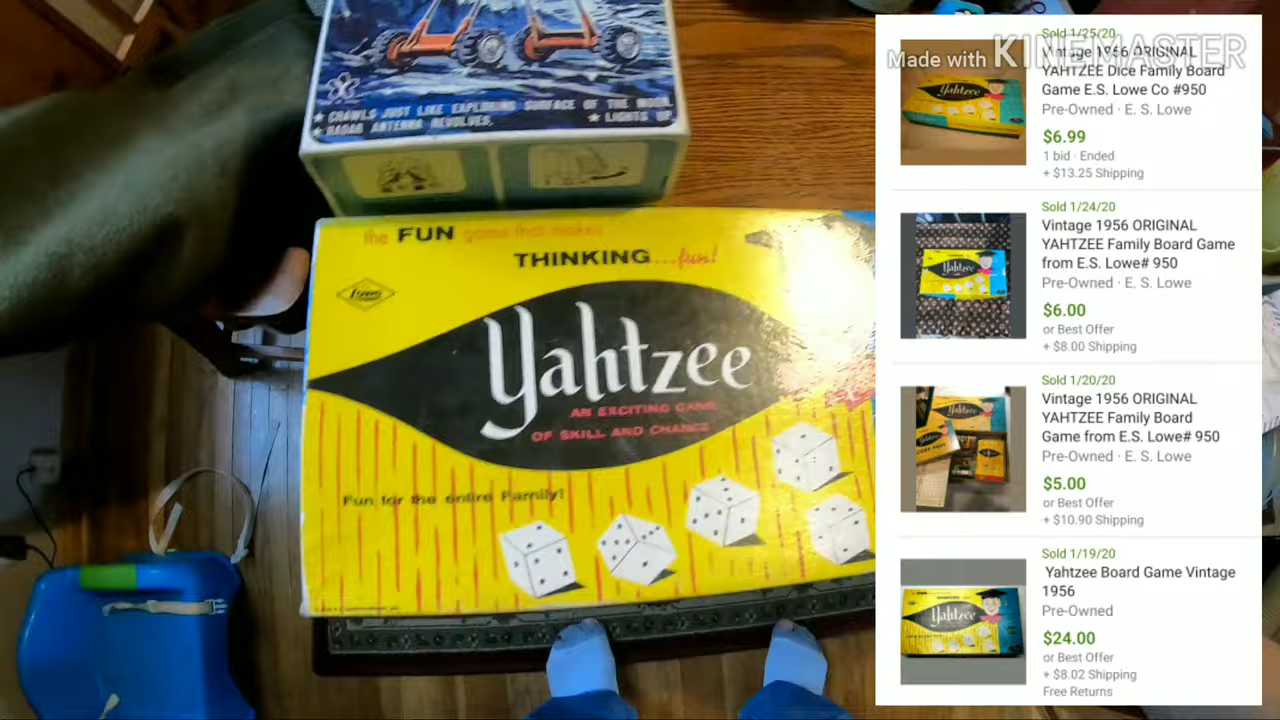 ★ CRAWLS JUST LIKE EXPLORING SURFACE OF THE MOON.
★ RADAR ANTENNA REVOLVES.
★ LIGHTS UP
the FUN game that makes
THINKING...fun!
Lowe
Yahtzee
AN EXCITING GAME
OF SKILL AND CHANCE
Fun for the entire Family!
Made with KINEMASTER
Sold 1/25/20
Vintage 1956 ORIGINAL
YAHTZEE Dice Family Board
Game E.S. Lowe Co #950
Pre-Owned · E. S. Lowe
$6.99
1 bid · Ended
+ $13.25 Shipping
Sold 1/24/20
Vintage 1956 ORIGINAL
YAHTZEE Family Board Game
from E.S. Lowe# 950
Pre-Owned · E. S. Lowe
$6.00
or Best Offer
+ $8.00 Shipping
Sold 1/20/20
Vintage 1956 ORIGINAL
YAHTZEE Family Board
Game from E.S. Lowe# 950
Pre-Owned · E. S. Lowe
$5.00
or Best Offer
+ $10.90 Shipping
Sold 1/19/20
Yahtzee Board Game Vintage
1956
Pre-Owned
$24.00
or Best Offer
+ $8.02 Shipping
Free Returns